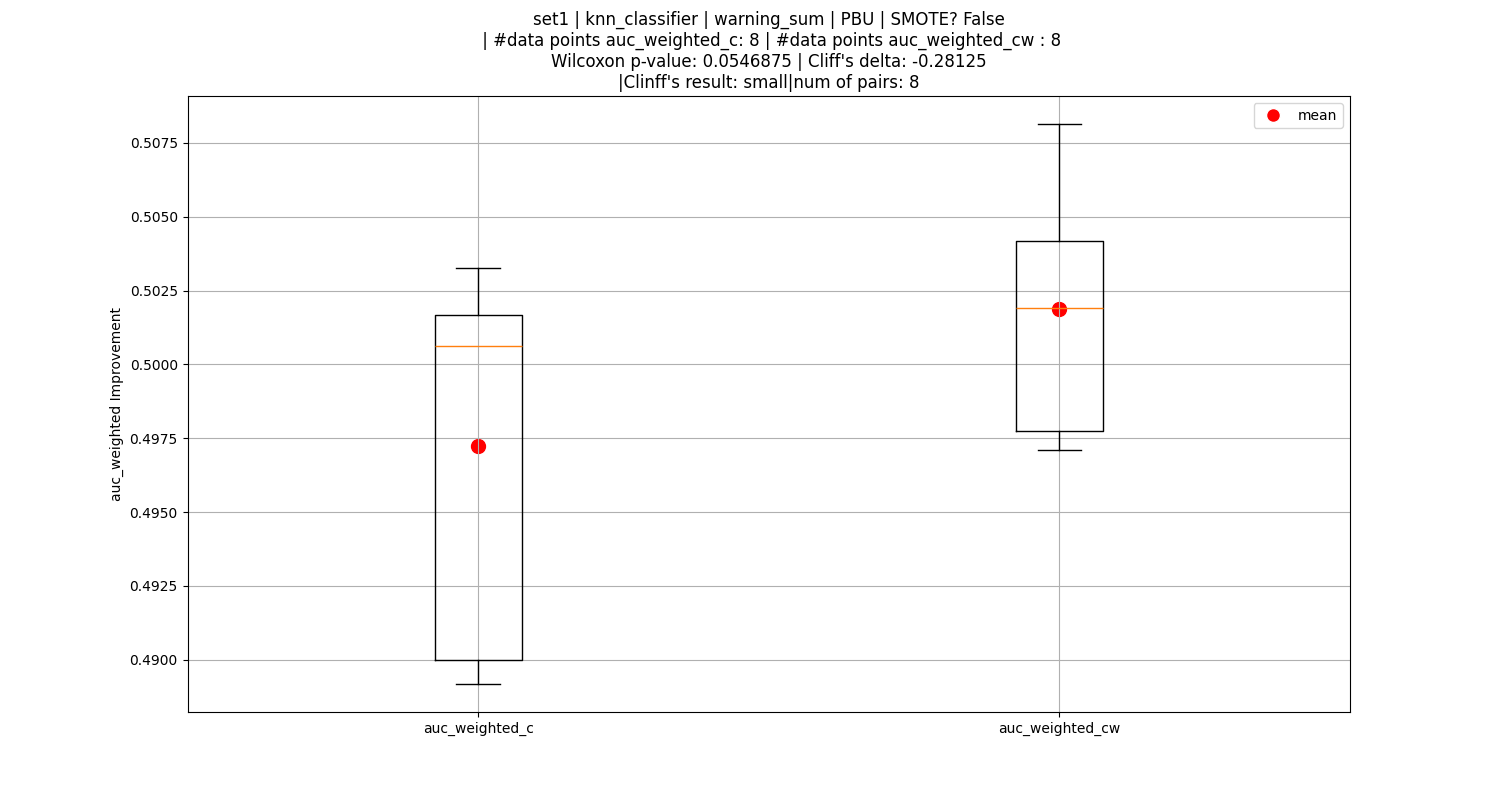 set1 | knn_classifier | warning_sum | PBU | SMOTE? False
| #data points auc_weighted_c: 8 | #data points auc_weighted_cw : 8
Wilcoxon p-value: 0.0546875 | Cliff's delta: -0.28125
|Clinff's result: small|num of pairs: 8
mean
0.5075
0.5050
0.5025
0.5000
0.4975
0.4950
0.4925
0.4900
auc_weighted Improvement
auc_weighted_c
auc_weighted_cw